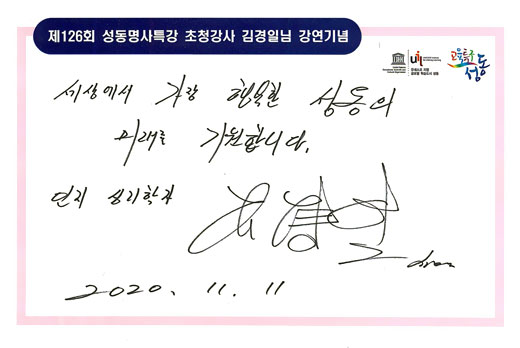 제126회 성동명사특강 초청강사 김경일님 강연기념
unesco
uil
교육특구
성동
세상에서 가장 행복한 성동의
미래를 기원합니다.
인지 심리학자
김경일
2020. 11. 11